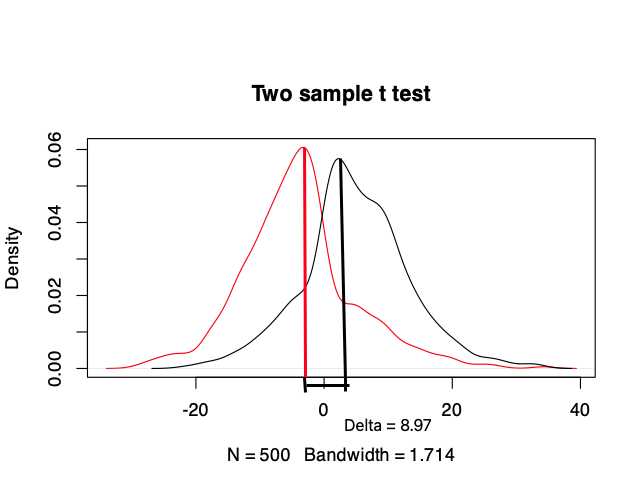 Two sample t test
Density
0.06
0.04
0.02
0.00
-20 0 20 40
Delta = 8.97
N = 500 Bandwidth = 1.714